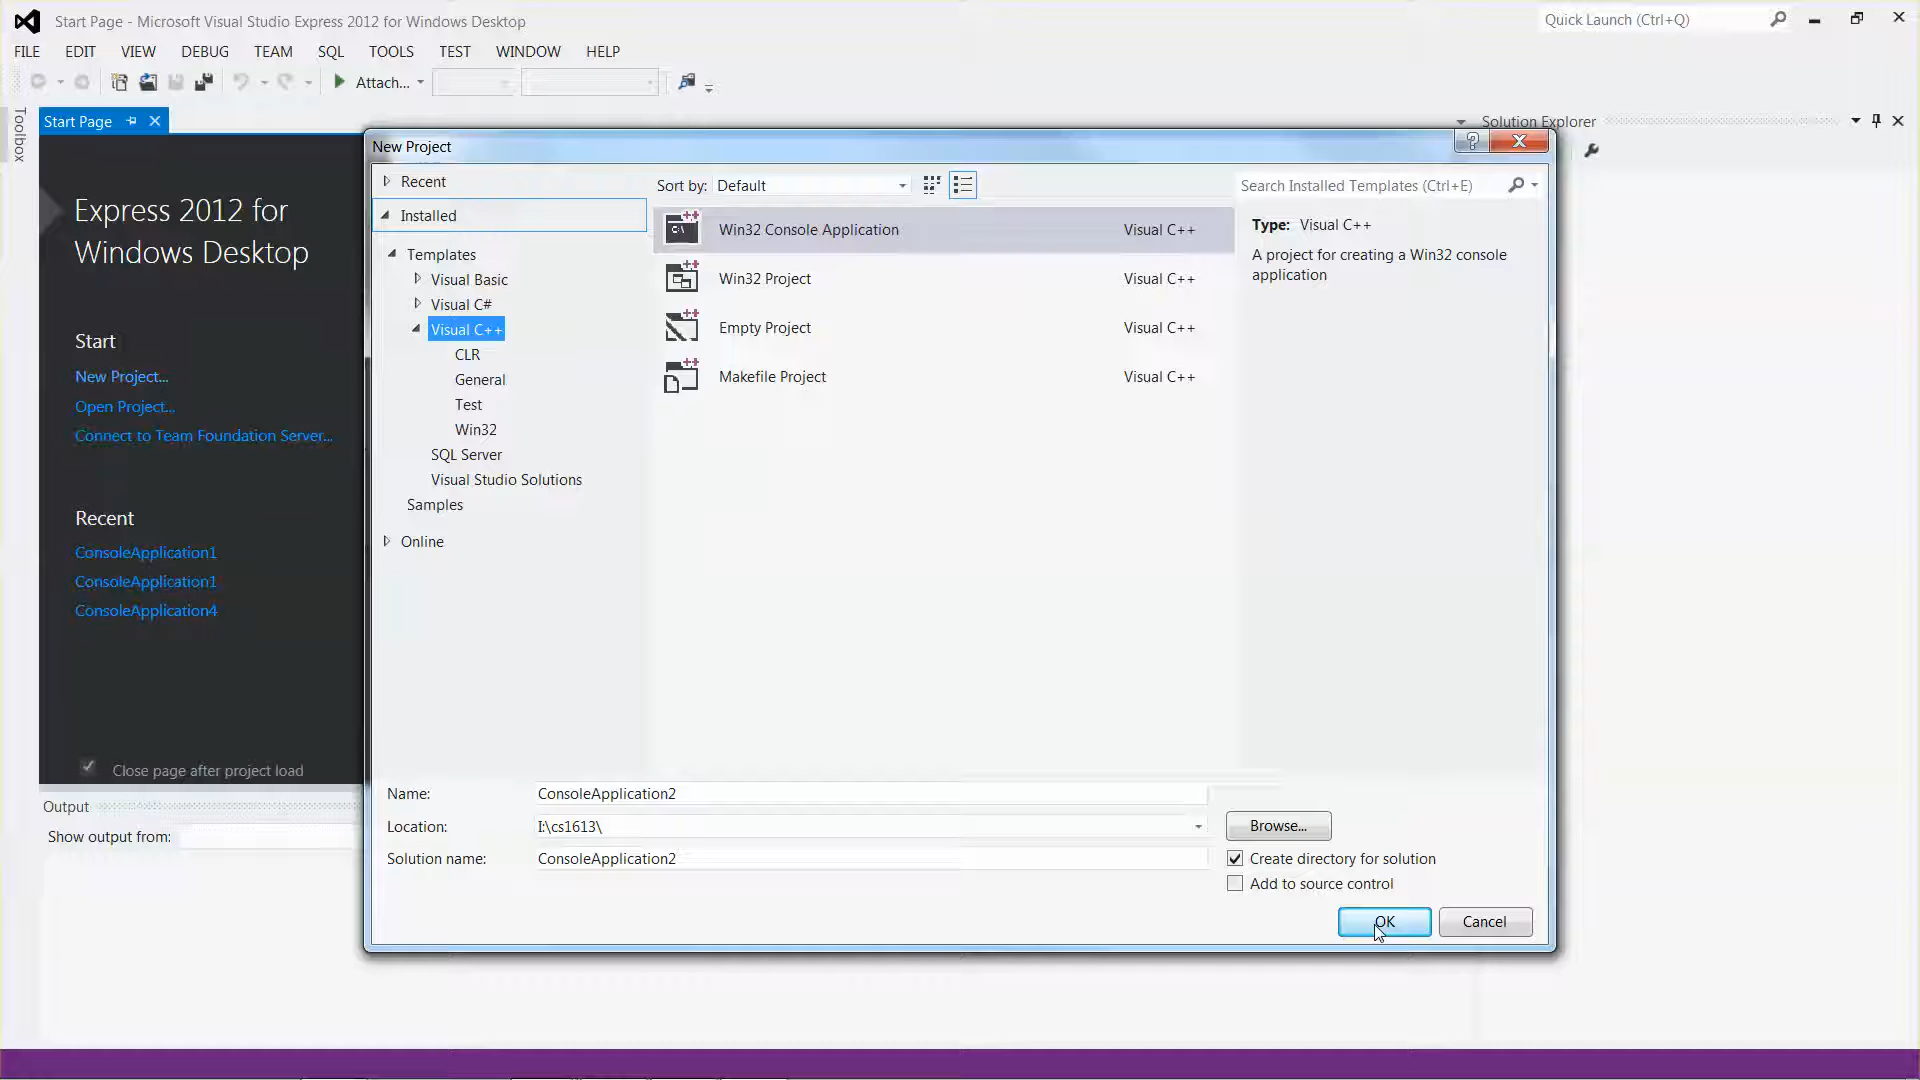 Start Page - Microsoft Visual Studio Express 2012 for Windows Desktop
Quick Launch (Ctrl+Q)
FILE EDIT VIEW DEBUG TEAM SQL TOOLS TEST WINDOW HELP
Attach...
Toolbox
Start Page
Solution Explorer
Express 2012 for
Windows Desktop
Start
New Project...
Open Project...
Connect to Team Foundation Server...
Recent
ConsoleApplication1
ConsoleApplication1
ConsoleApplication4
Close page after project load
Output
Show output from:
New Project
Recent
Installed
Templates
Visual Basic
Visual C#
Visual C++
CLR
General
Test
Win32
SQL Server
Visual Studio Solutions
Samples
Online
Sort by: Default
Win32 Console Application Visual C++
Win32 Project Visual C++
Empty Project Visual C++
Makefile Project Visual C++
Search Installed Templates (Ctrl+E)
Type: Visual C++
A project for creating a Win32 console
application
Name: ConsoleApplication2
Location: I:\cs1613\
Browse...
Solution name: ConsoleApplication2
Create directory for solution
Add to source control
OK Cancel